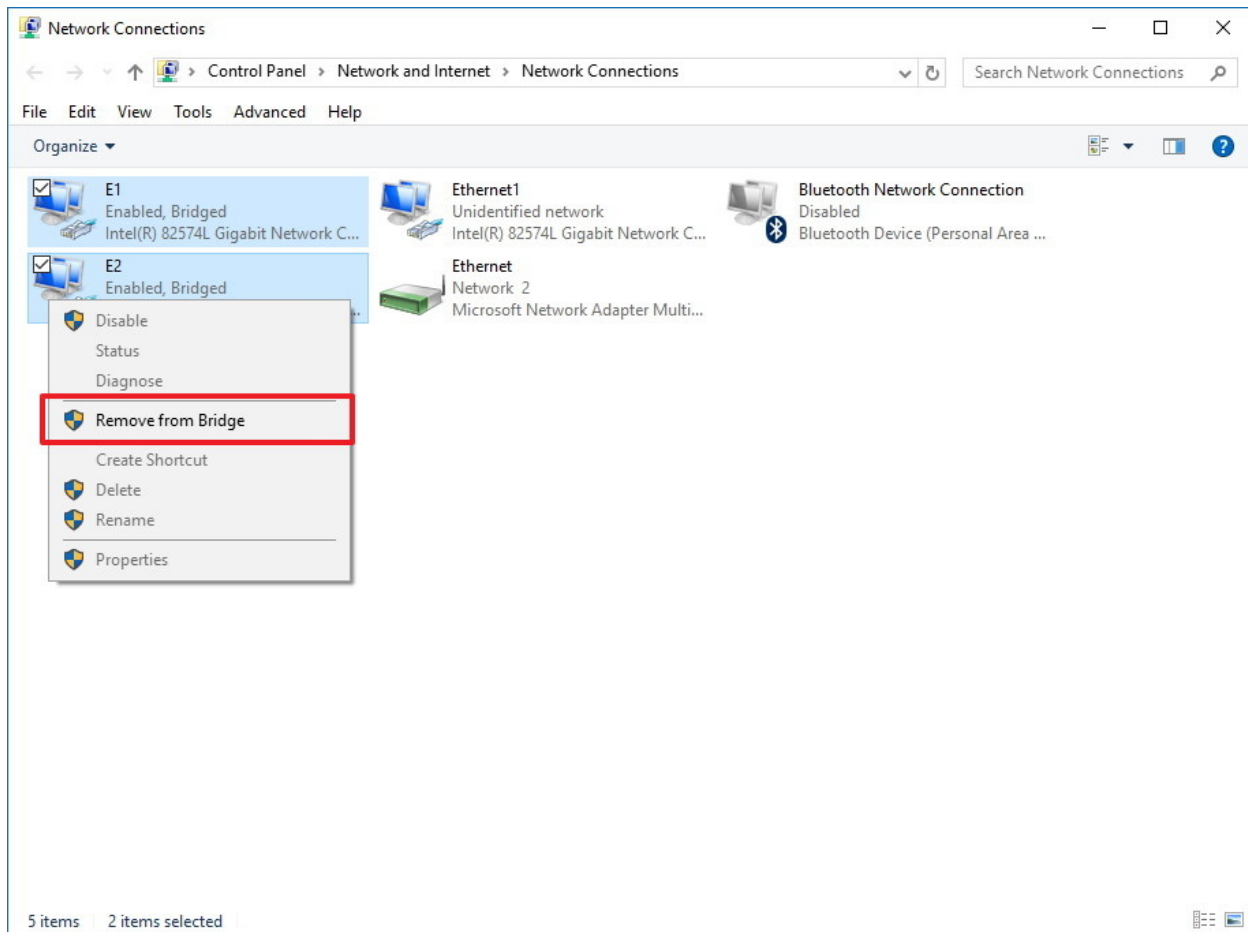 Network Connections
Control Panel > Network and Internet > Network Connections
Search Network Connections
File Edit View Tools Advanced Help
Organize
E1
Enabled, Bridged
Intel(R) 82574L Gigabit Network C...
E2
Enabled, Bridged
Ethernet1
Unidentified network
Intel(R) 82574L Gigabit Network C...
Ethernet
Network 2
Microsoft Network Adapter Multi...
Bluetooth Network Connection
Disabled
Bluetooth Device (Personal Area ...
Disable
Status
Diagnose
Remove from Bridge
Create Shortcut
Delete
Rename
Properties
5 items 2 items selected